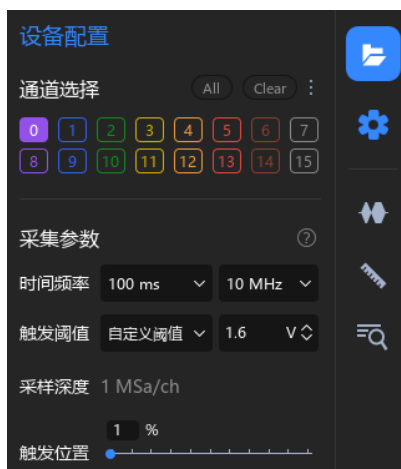 设备配置
通道选择 All Clear
0 1 2 3 4 5 6 7
8 9 10 11 12 13 14 15
采集参数 ?
时间频率 100 ms 10 MHz
触发阈值 自定义阈值 1.6 V
采样深度 1 MSa/ch
1 %
触发位置